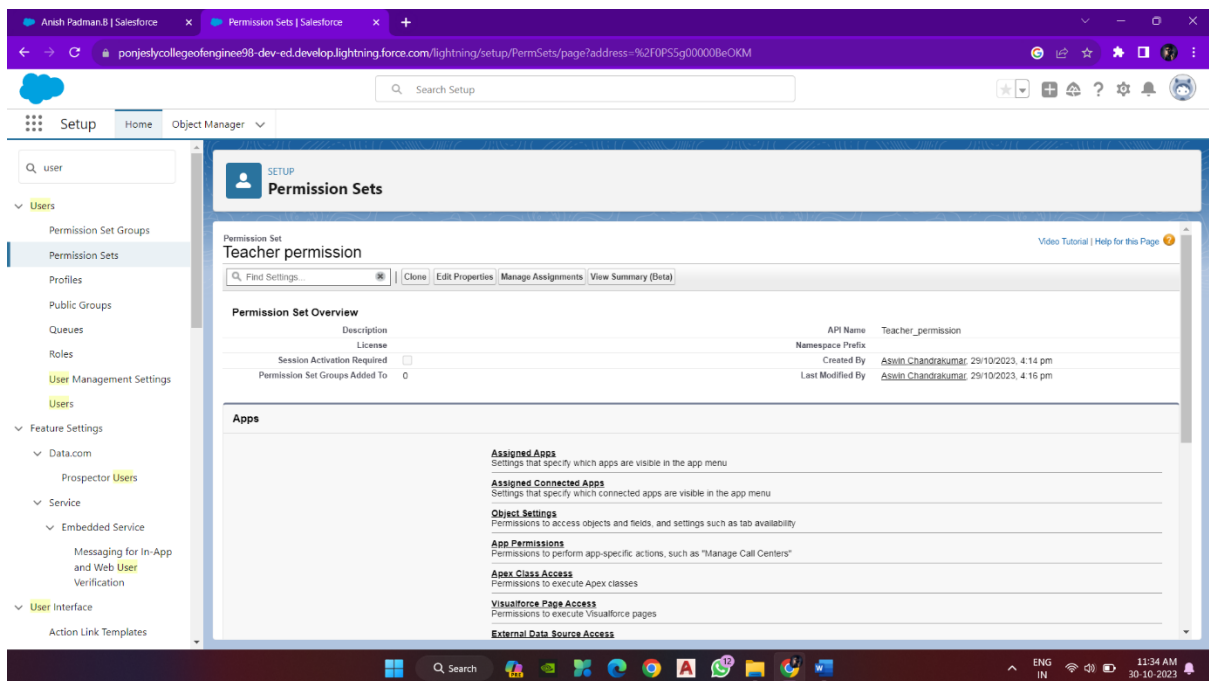 Anish Padman.B | Salesforce
Permission Sets | Salesforce
ponjeslycollegeofenginee98-dev-ed.develop.lightning.force.com/lightning/setup/PermSets/page?address=%2F0PS5g00000BeOKM
Search Setup
Setup
Home
Object Manager
user
Users
Permission Set Groups
Permission Sets
Profiles
Public Groups
Queues
Roles
User Management Settings
Users
Feature Settings
Data.com
Prospector Users
Service
Embedded Service
Messaging for In-App
and Web User
Verification
User Interface
Action Link Templates
SETUP
Permission Sets
Permission Set
Teacher permission
Video Tutorial | Help for this Page
Find Settings...
Clone Edit Properties Manage Assignments View Summary (Beta)
Permission Set Overview
Description API Name Teacher_permission
License Namespace Prefix
Session Activation Required Created By Aswin Chandrakumar, 29/10/2023, 4:14 pm
Permission Set Groups Added To 0 Last Modified By Aswin Chandrakumar, 29/10/2023, 4:16 pm
Apps
Assigned Apps
Settings that specify which apps are visible in the app menu
Assigned Connected Apps
Settings that specify which connected apps are visible in the app menu
Object Settings
Permissions to access objects and fields, and settings such as tab availability
App Permissions
Permissions to perform app-specific actions, such as "Manage Call Centers"
Apex Class Access
Permissions to execute Apex classes
Visualforce Page Access
Permissions to execute Visualforce pages
External Data Source Access
Search
PRE
12
ENG
IN
11:34 AM
30-10-2023